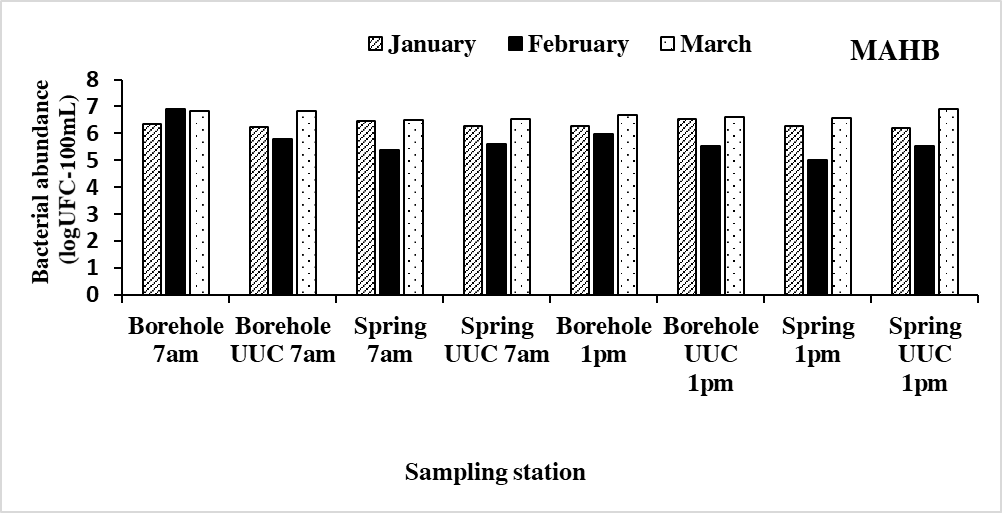 January February March
MAHB
Bacterial abundance
(logUFC-100mL)
8
7
6
5
4
3
2
1
0
Borehole
7am
Borehole
UUC 7am
Spring
7am
Spring
UUC 7am
Borehole
1pm
Borehole
UUC
1pm
Spring
1pm
Spring
UUC
1pm
Sampling station